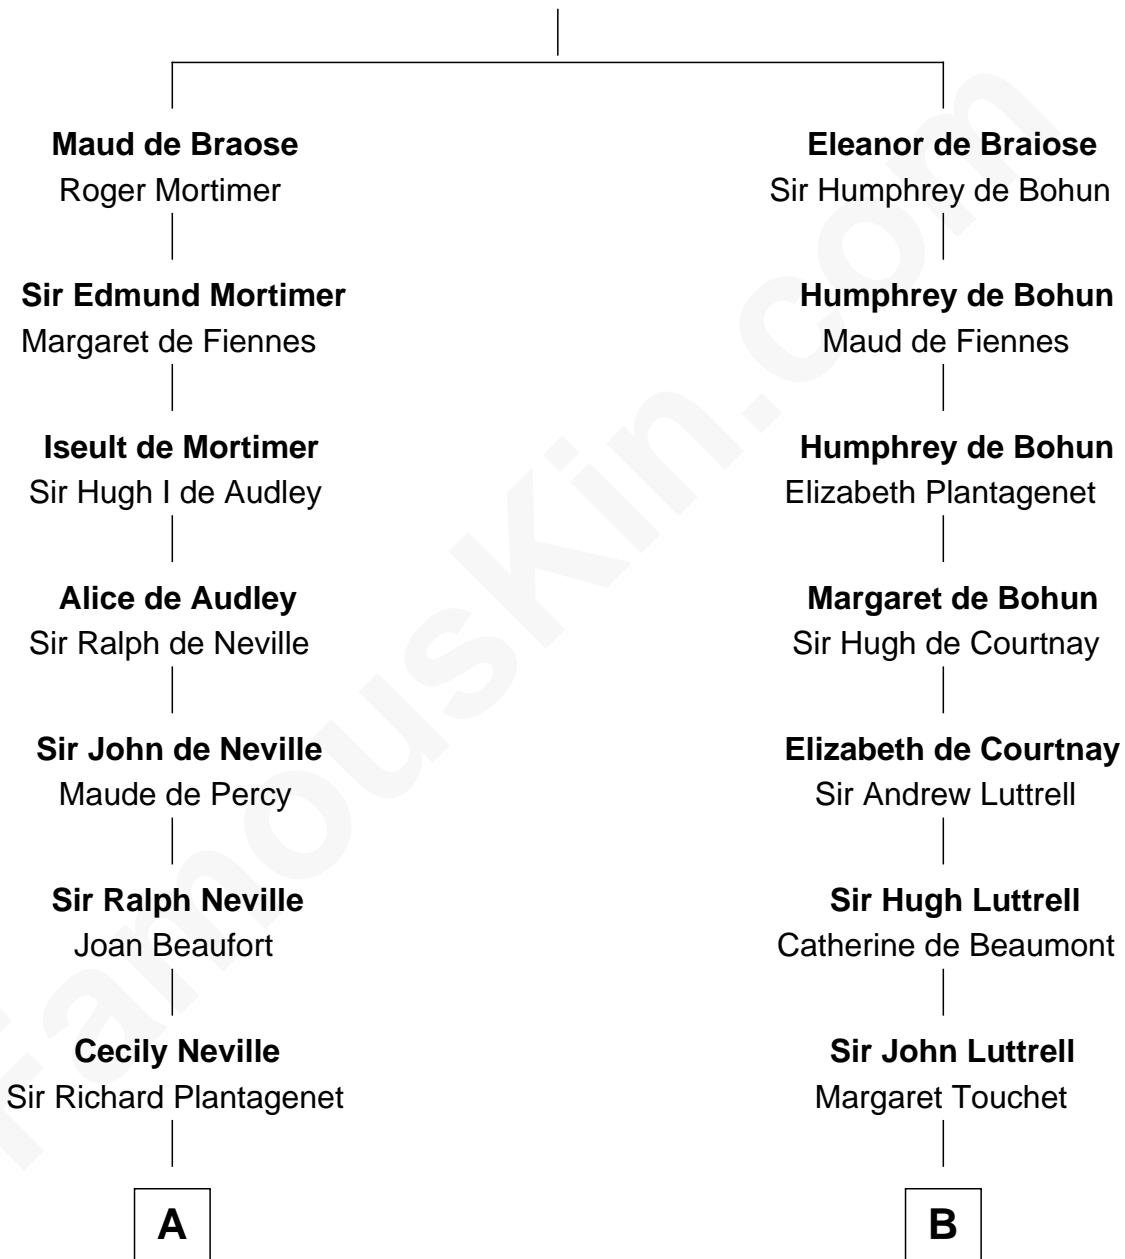 Maud de Braose
Roger Mortimer
Sir Edmund Mortimer
Margaret de Fiennes
Iseult de Mortimer
Sir Hugh I de Audley
Alice de Audley
Sir Ralph de Neville
Sir John de Neville
Maude de Percy
Sir Ralph Neville
Joan Beaufort
Cecily Neville
Sir Richard Plantagenet
A
Eleanor de Braiose
Sir Humphrey de Bohun
Humphrey de Bohun
Maud de Fiennes
Humphrey de Bohun
Elizabeth Plantagenet
Margaret de Bohun
Sir Hugh de Courtnay
Elizabeth de Courtnay
Sir Andrew Luttrell
Sir Hugh Luttrell
Catherine de Beaumont
Sir John Luttrell
Margaret Touchet
B
FamousKin.com